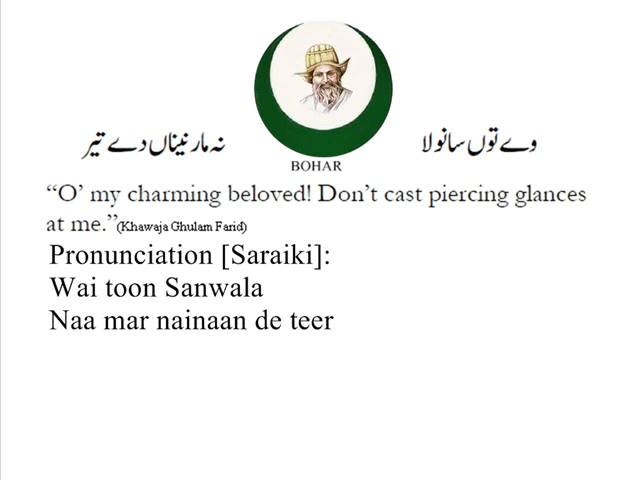 وے توں سانولا نہ مار نیناں دے تیر
BOHAR
“O’ my charming beloved! Don’t cast piercing glances
at me.”(Khawaja Ghulam Farid)
Pronunciation [Saraiki]:
Wai toon Sanwala
Naa mar nainaan de teer